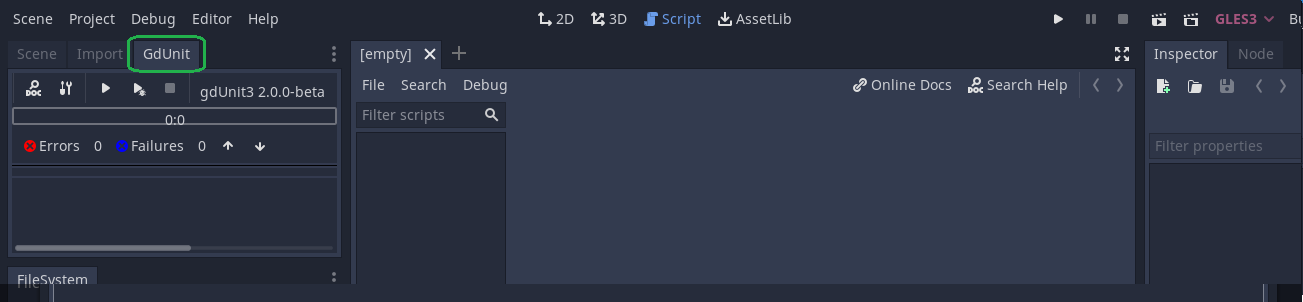 Scene Project Debug Editor Help 2D 3D Script AssetLib GLES3
Scene Import GdUnit [empty] Inspector Node
File Search Debug Online Docs Search Help
gdUnit3 2.0.0-beta
0:0
Filter scripts
Errors 0 Failures 0
Filter properties
FileSystem